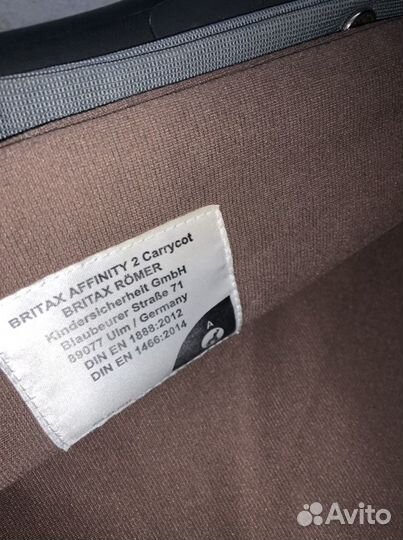 BRITAX AFFINITY 2 Carrycot
BRITAX RÖMER
Kindersicherheit GmbH
Blaubeurer Straße 71
89077 Ulm / Germany
DIN EN 1888:2012
DIN EN 1466:2014
A
Avito